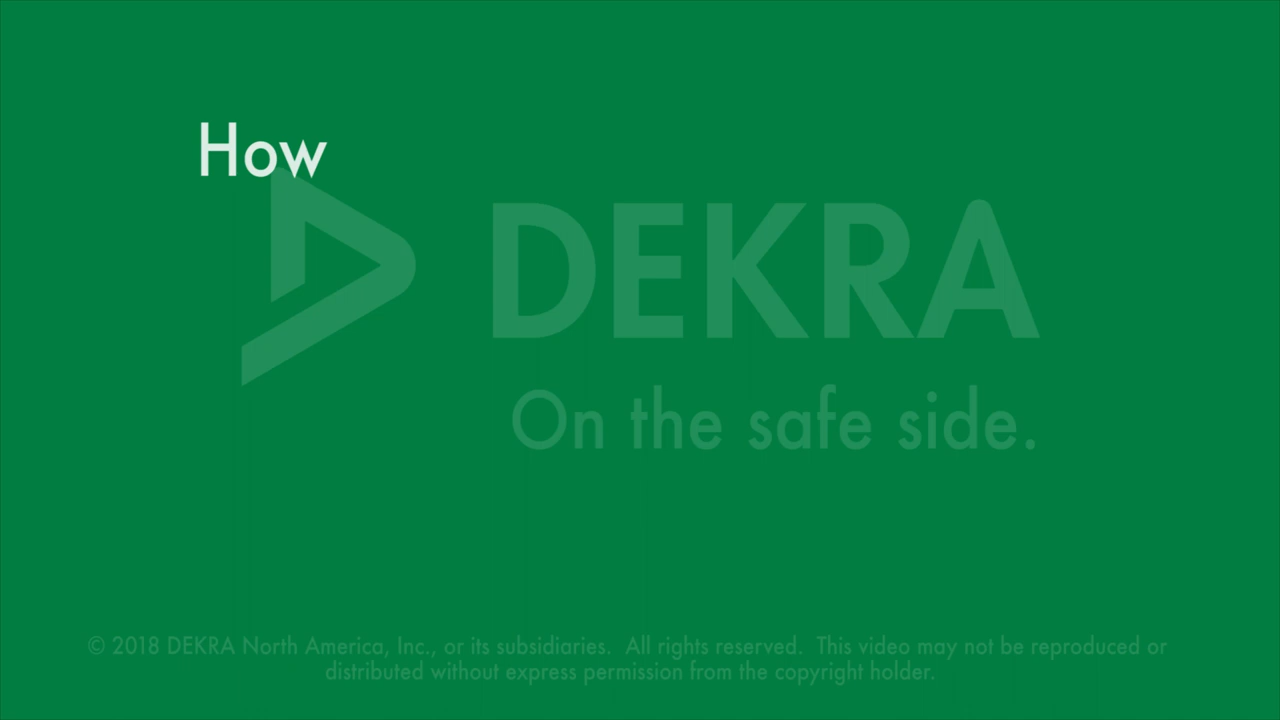 How
DEKRA
On the safe side.
© 2018 DEKRA North America, Inc., or its subsidiaries.  All rights reserved.  This video may not be reproduced or
distributed without express permission from the copyright holder.